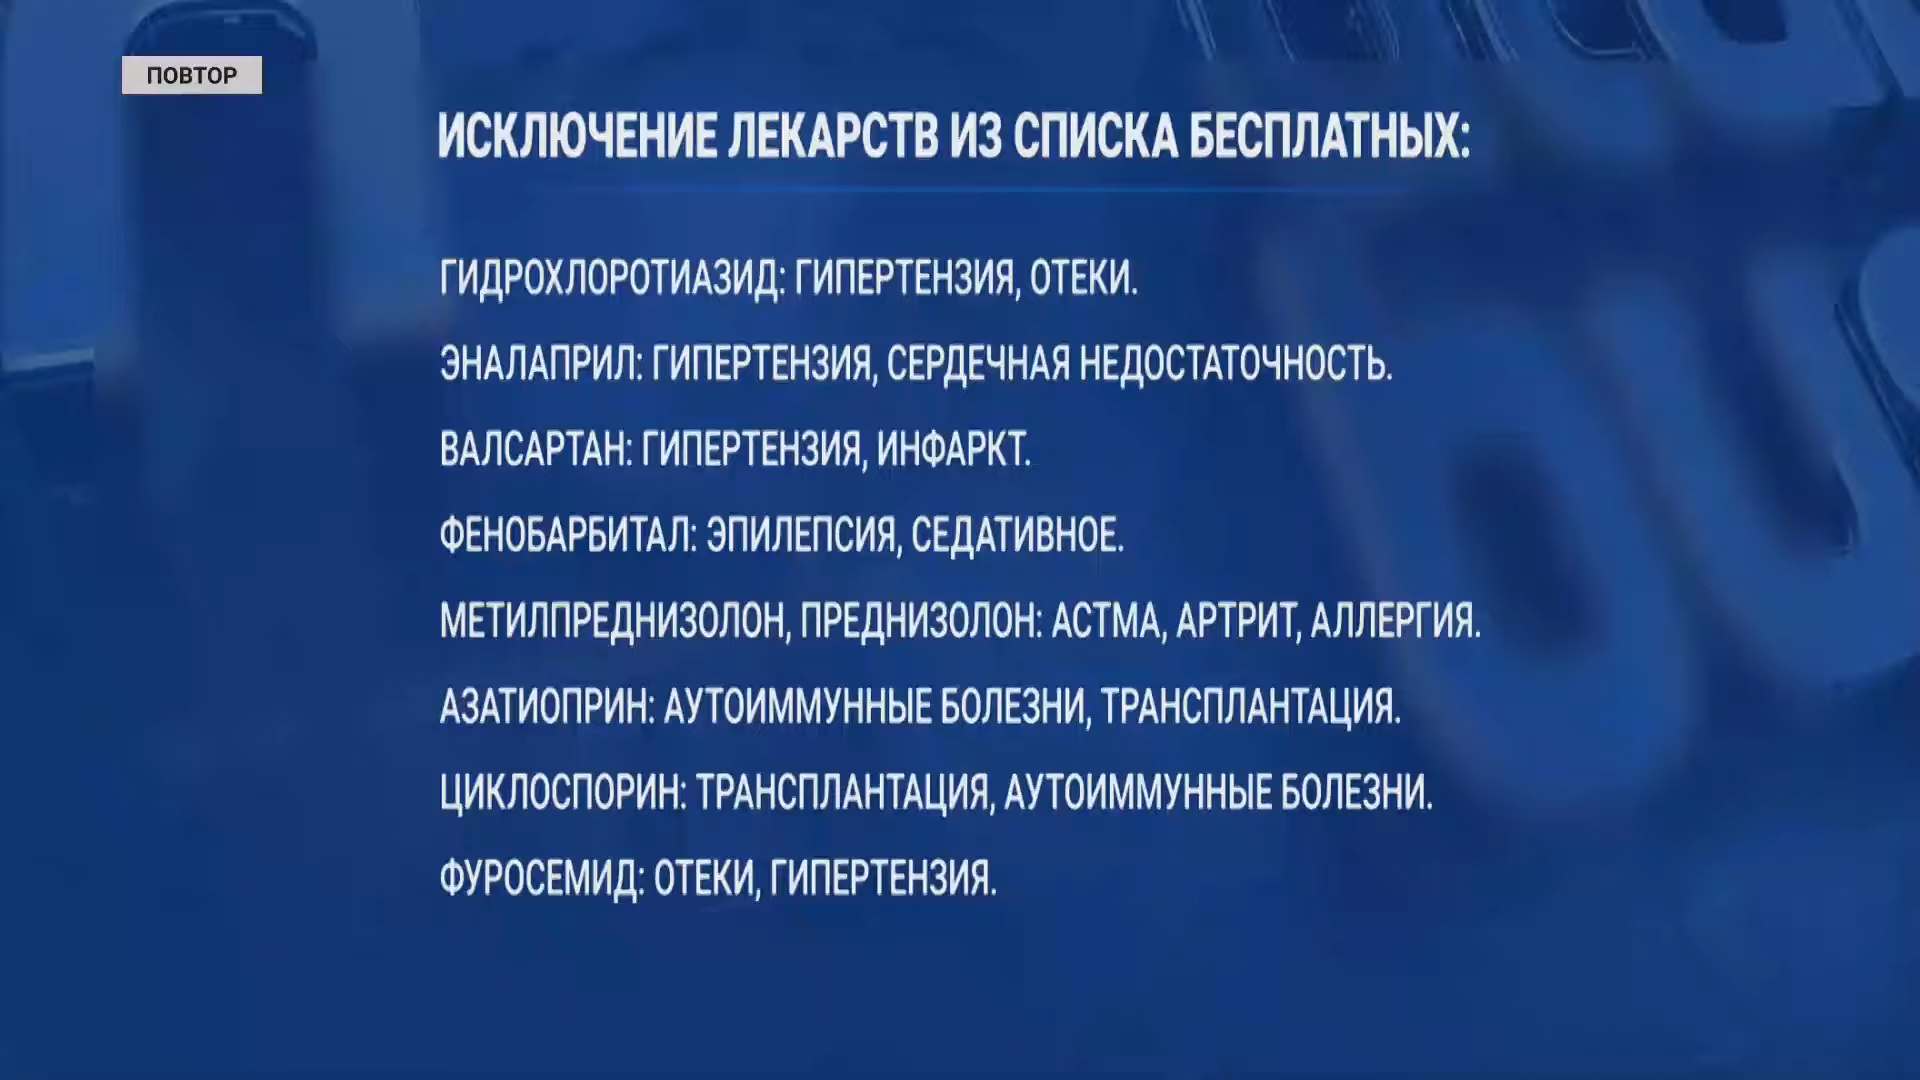 ПОВТОР
ИСКЛЮЧЕНИЕ ЛЕКАРСТВ ИЗ СПИСКА БЕСПЛАТНЫХ:
ГИДРОХЛОРОТИАЗИД: ГИПЕРТЕНЗИЯ, ОТЕКИ.
ЭНАЛАПРИЛ: ГИПЕРТЕНЗИЯ, СЕРДЕЧНАЯ НЕДОСТАТОЧНОСТЬ.
ВАЛСАРТАН: ГИПЕРТЕНЗИЯ, ИНФАРКТ.
ФЕНОБАРБИТАЛ: ЭПИЛЕПСИЯ, СЕДАТИВНОЕ.
МЕТИЛПРЕДНИЗОЛОН, ПРЕДНИЗОЛОН: АСТМА, АРТРИТ, АЛЛЕРГИЯ.
АЗАТИОПРИН: АУТОИММУННЫЕ БОЛЕЗНИ, ТРАНСПЛАНТАЦИЯ.
ЦИКЛОСПОРИН: ТРАНСПЛАНТАЦИЯ, АУТОИММУННЫЕ БОЛЕЗНИ.
ФУРОСЕМИД: ОТЕКИ, ГИПЕРТЕНЗИЯ.